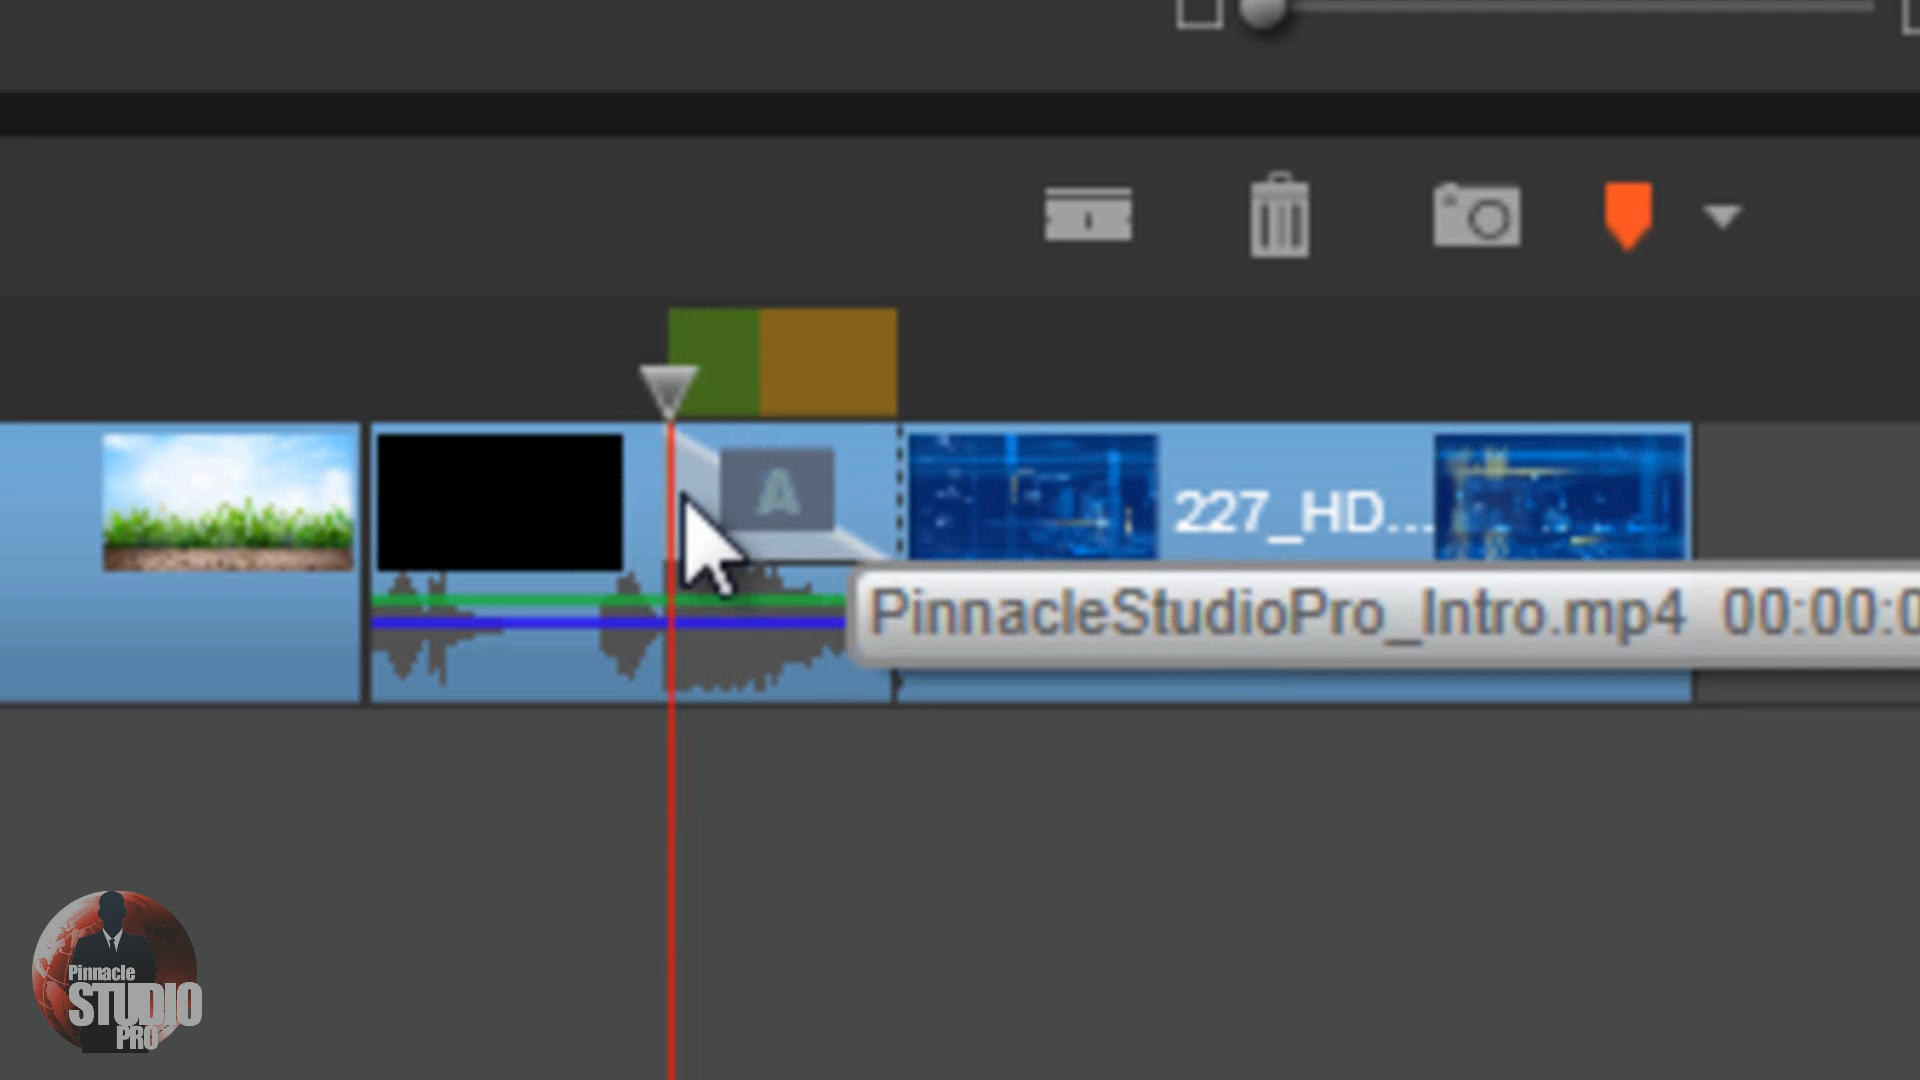 A
227_HD...
PinnacleStudioPro_Intro.mp4 00:00:0
Pinnacle
STUDIO
PRO